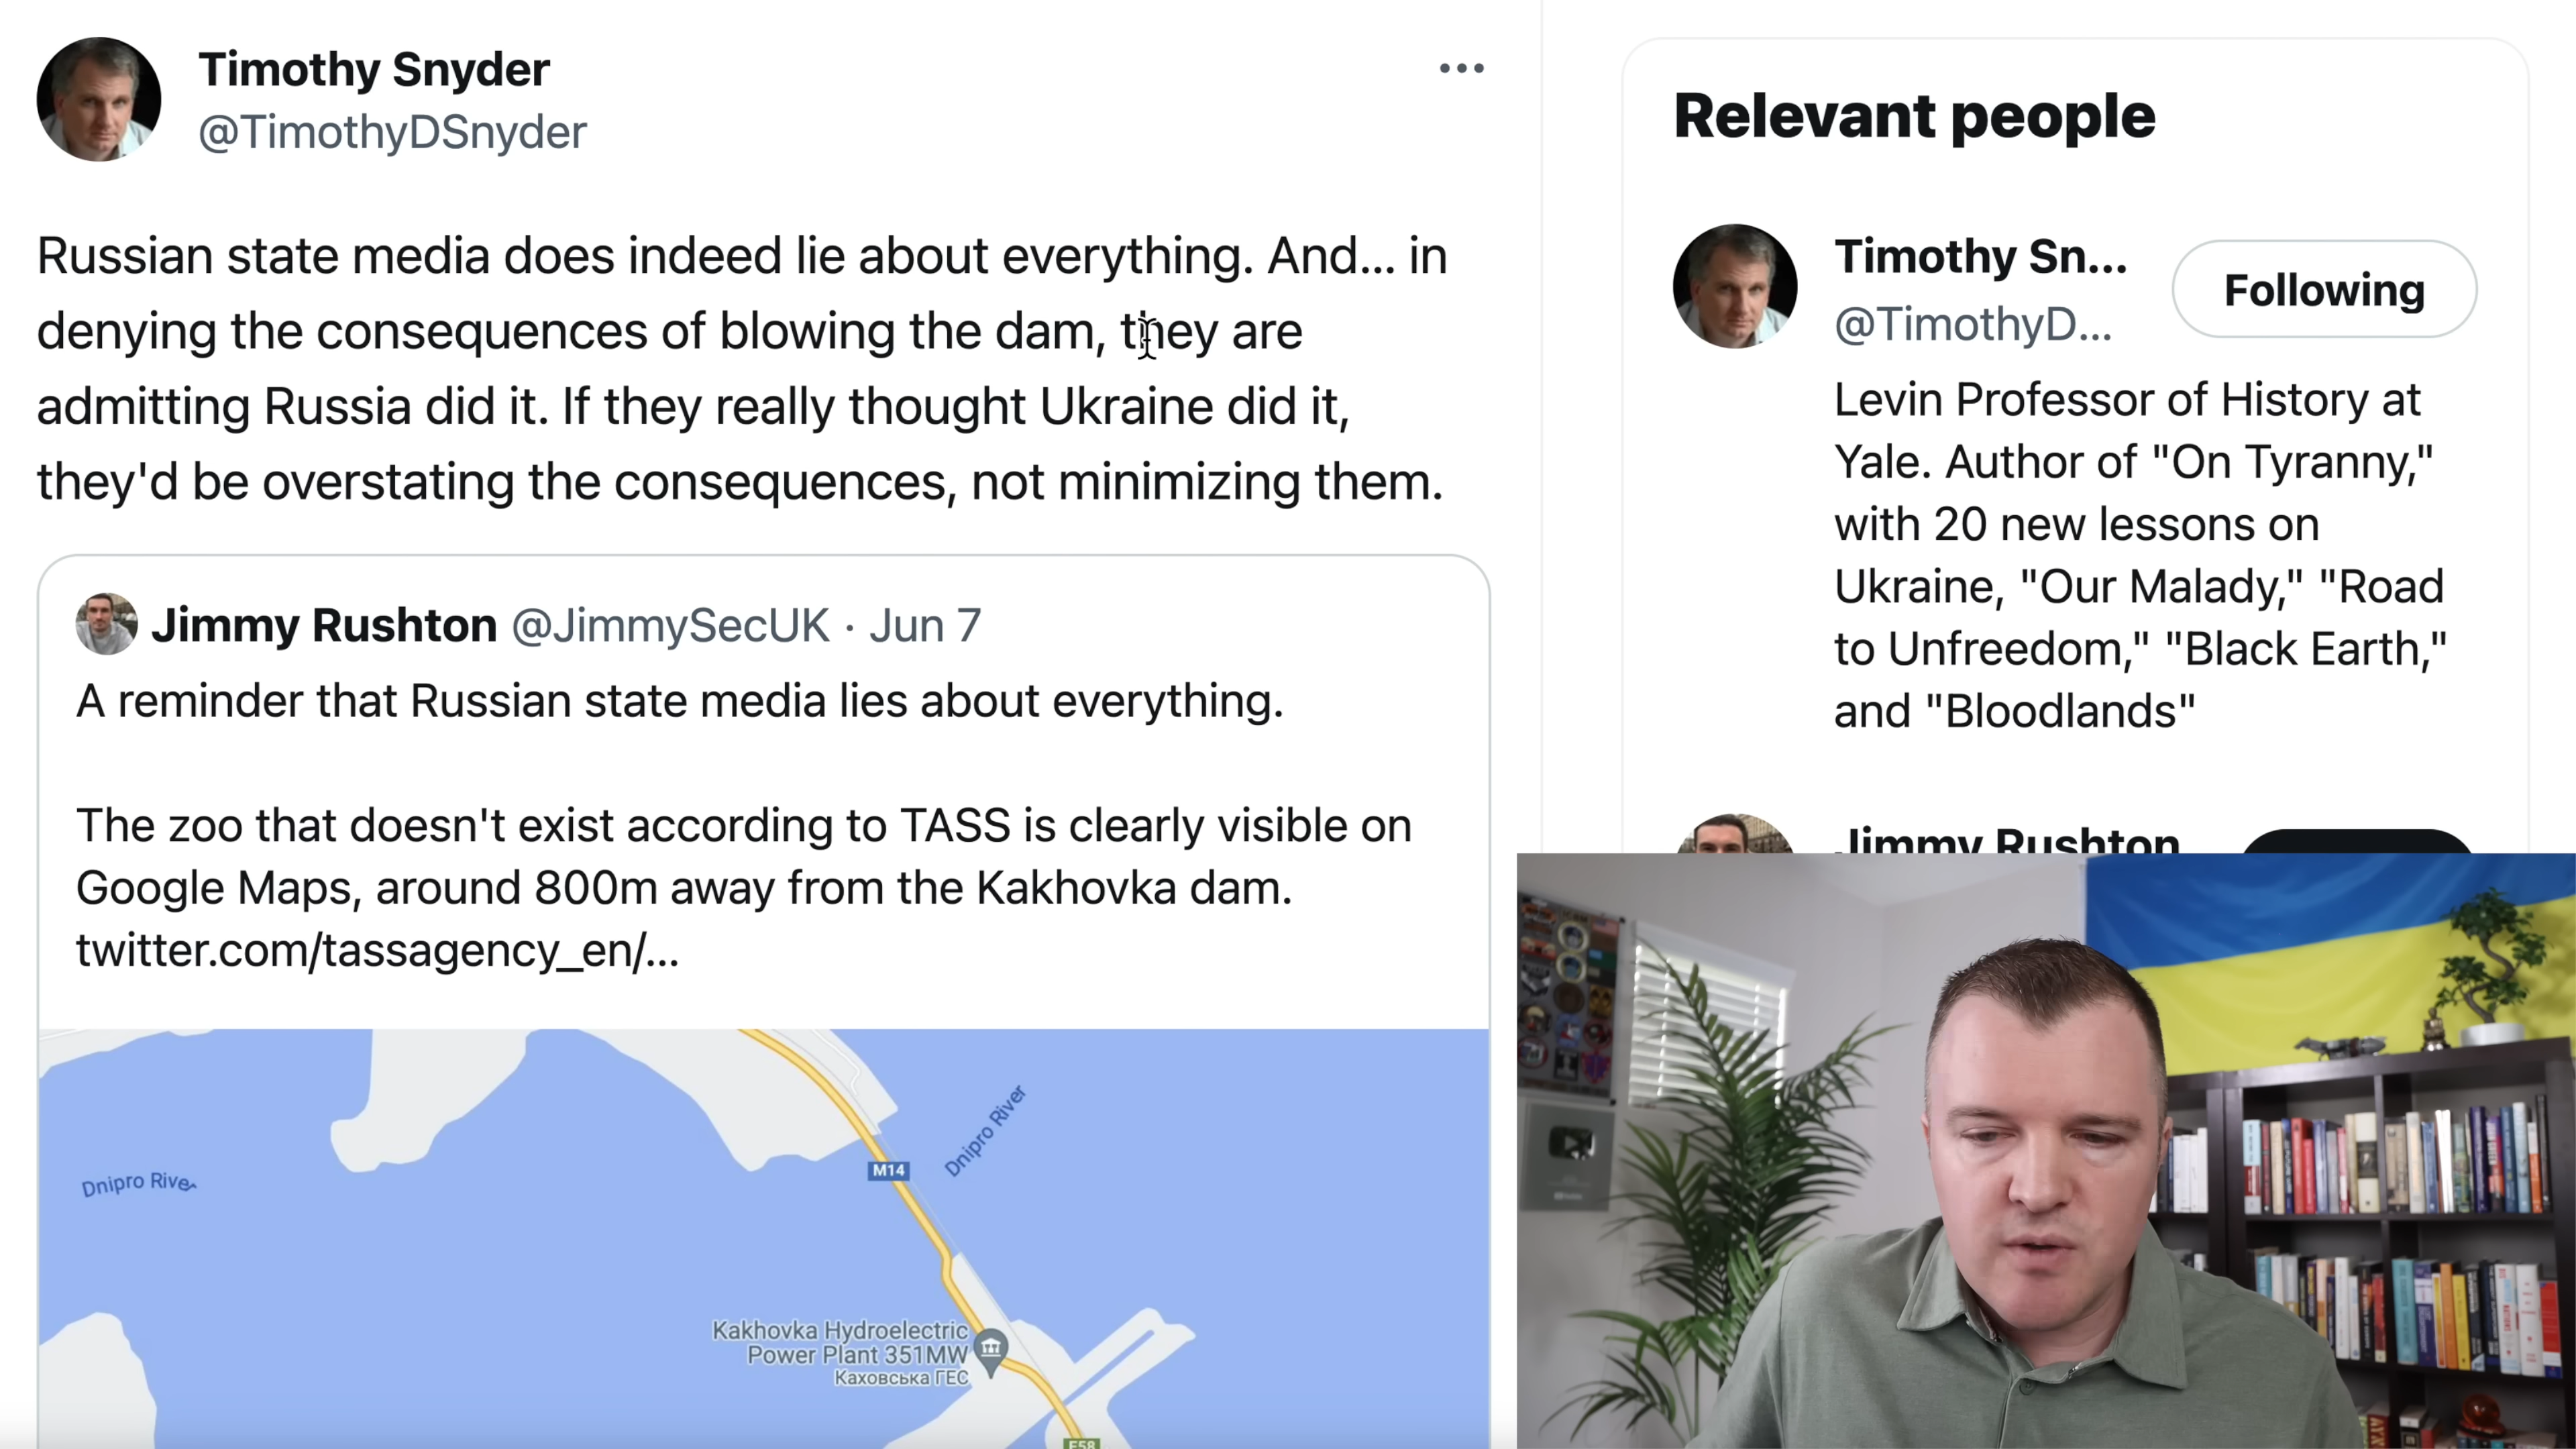 Timothy Snyder
@TimothyDSnyder
Russian state media does indeed lie about everything. And... in
denying the consequences of blowing the dam, they are
admitting Russia did it. If they really thought Ukraine did it,
they'd be overstating the consequences, not minimizing them.
Jimmy Rushton @JimmySecUK · Jun 7
A reminder that Russian state media lies about everything.
The zoo that doesn't exist according to TASS is clearly visible on
Google Maps, around 800m away from the Kakhovka dam.
twitter.com/tassagency_en/...
Dnipro River
Dnipro River
M14
Kakhovka Hydroelectric
Power Plant 351MW
Каховська ГЕС
E58
Relevant people
Timothy Sn...
@TimothyD...
Following
Levin Professor of History at
Yale. Author of "On Tyranny,"
with 20 new lessons on
Ukraine, "Our Malady," "Road
to Unfreedom," "Black Earth,"
and "Bloodlands"
Jimmy Rushton